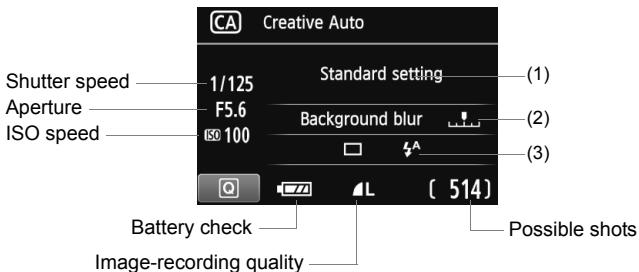 CA Creative Auto
Shutter speed 1/125 Standard setting (1)
Aperture F5.6
Background blur (2)
ISO speed ISO 100
A (3)
Q L ( 514)
Battery check Possible shots
Image-recording quality